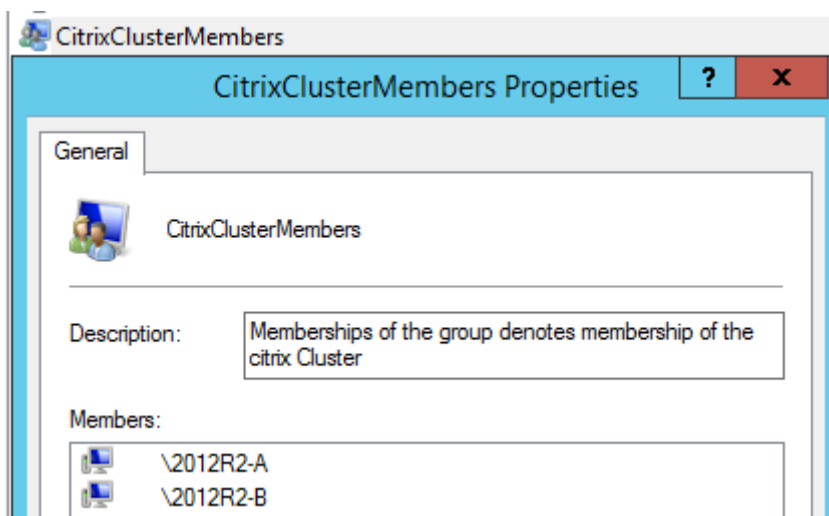 CitrixClusterMembers
CitrixClusterMembers Properties
?
x
General
CitrixClusterMembers
Description:
Memberships of the group denotes membership of the
citrix Cluster
Members:
\2012R2-A
\2012R2-B